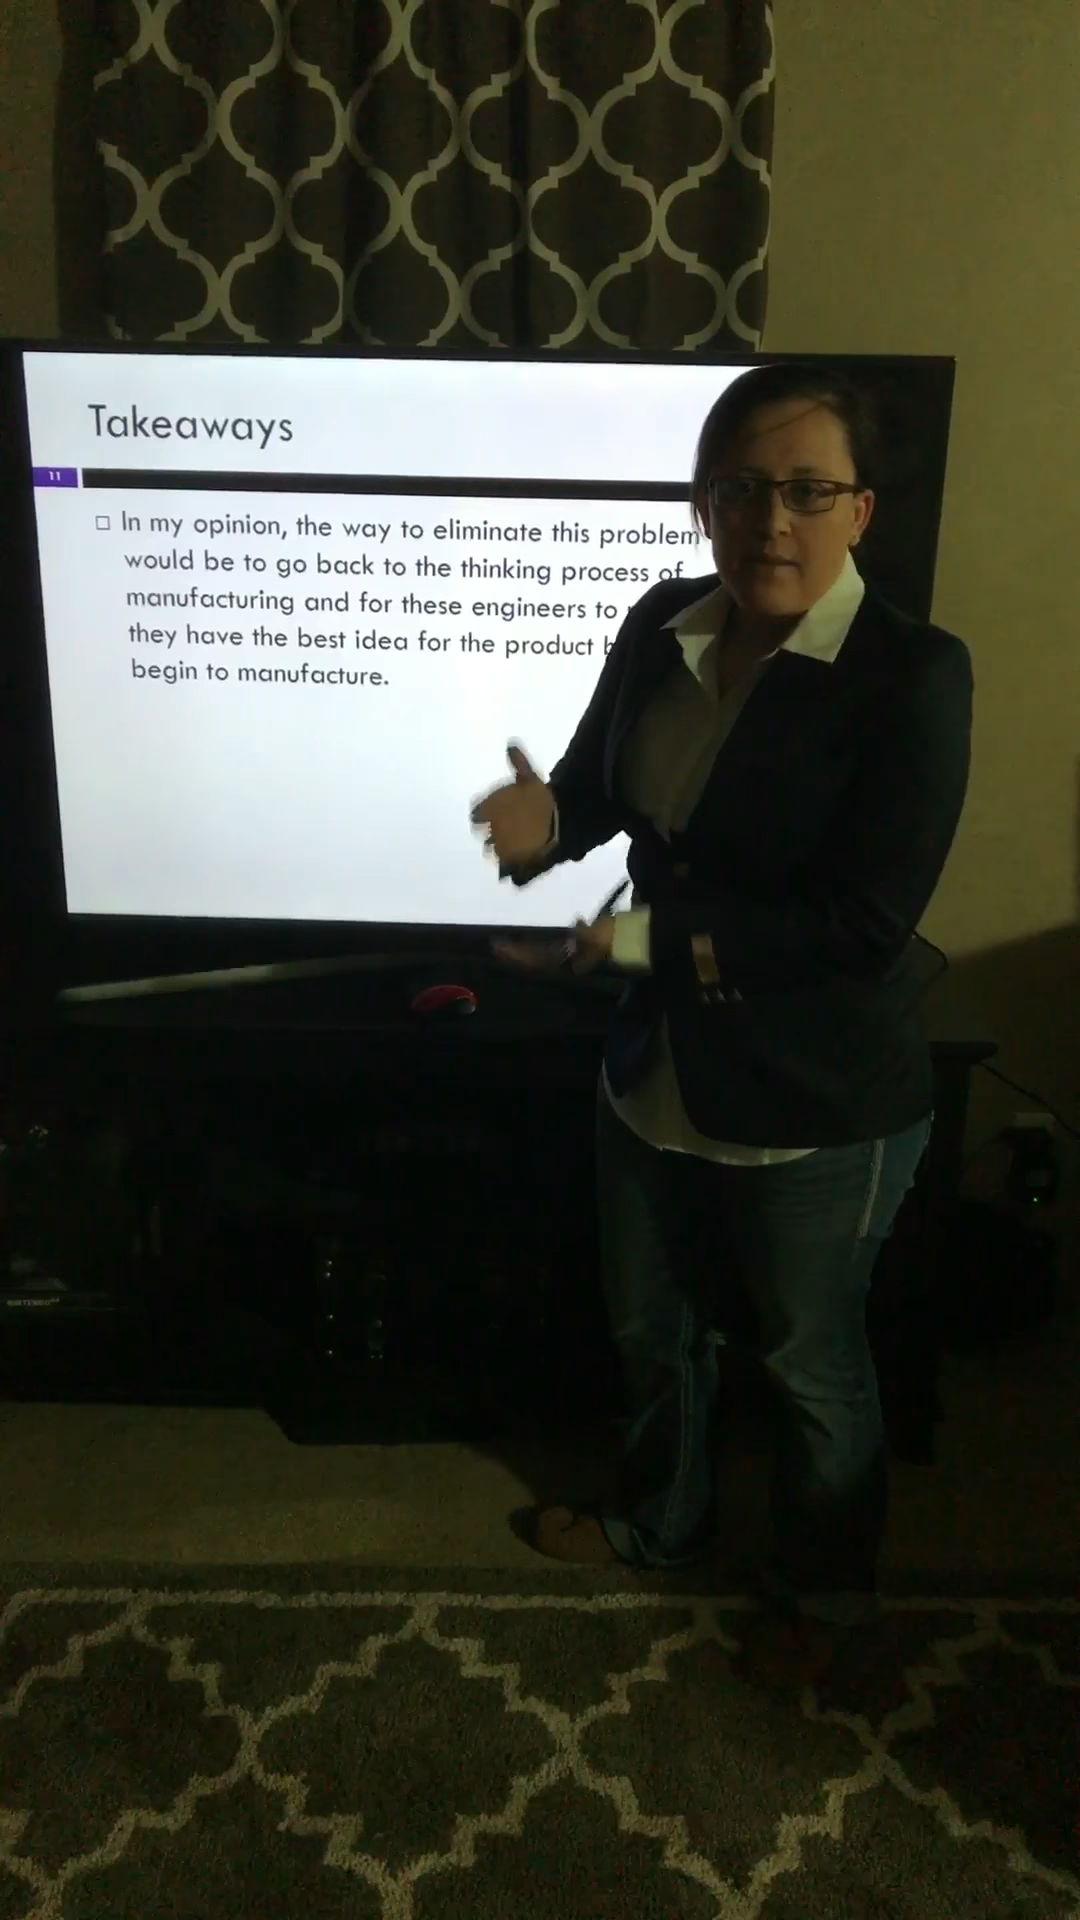 Takeaways
11
□ In my opinion, the way to eliminate this problem
would be to go back to the thinking process of
manufacturing and for these engineers to
they have the best idea for the product
begin to manufacture.